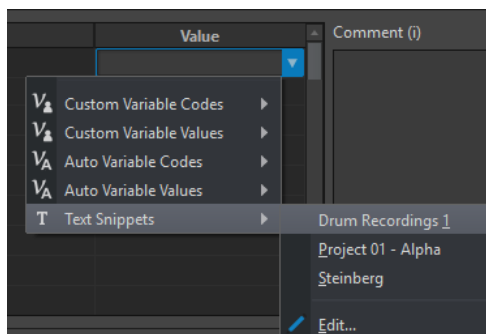 Value
Comment (i)
Custom Variable Codes
Custom Variable Values
Auto Variable Codes
Auto Variable Values
T Text Snippets
Drum Recordings 1
Project 01 - Alpha
Steinberg
Edit...